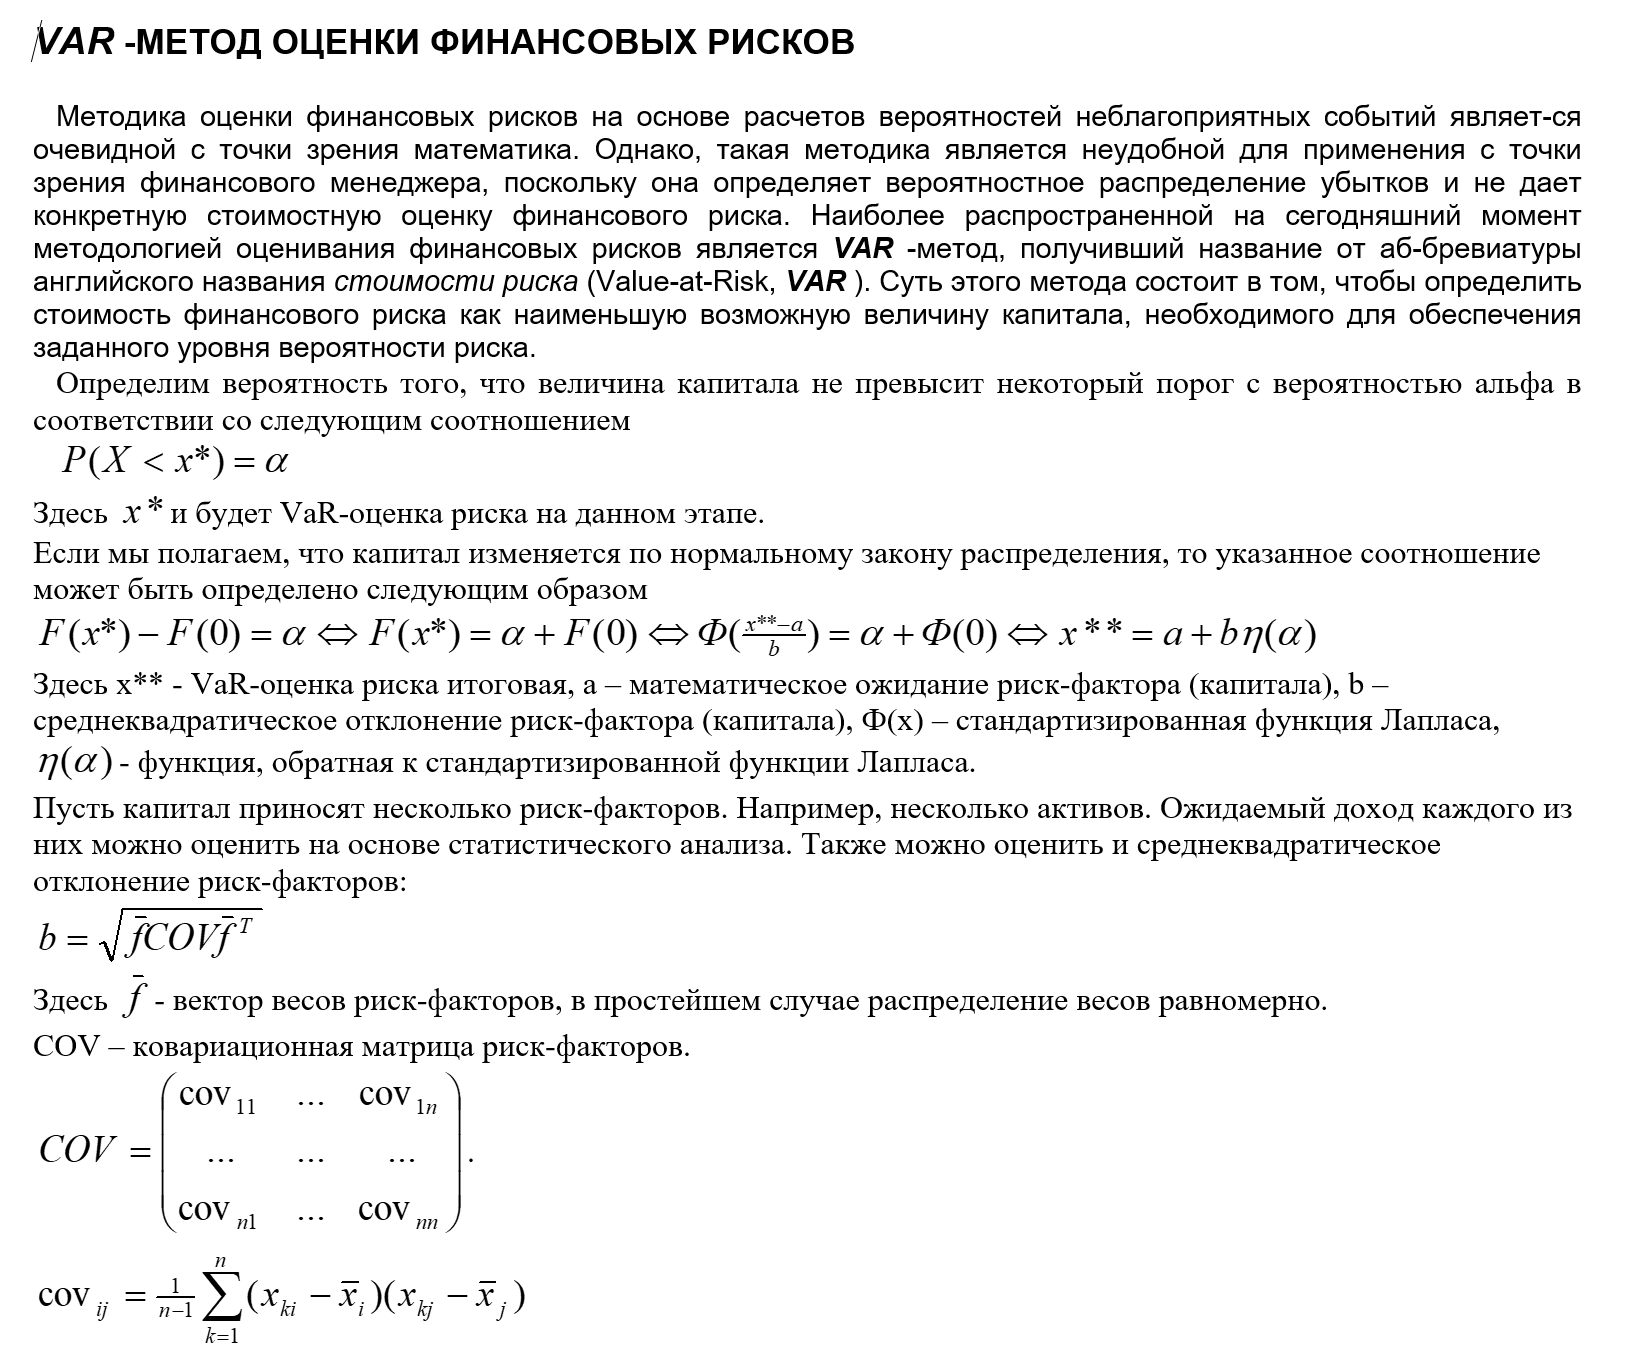 VAR -МЕТОД ОЦЕНКИ ФИНАНСОВЫХ РИСКОВ
Методика оценки финансовых рисков на основе расчетов вероятностей неблагоприятных событий являет-ся
очевидной с точки зрения математика. Однако, такая методика является неудобной для применения с точки
зрения финансового менеджера, поскольку она определяет вероятностное распределение убытков и не дает
конкретную стоимостную оценку финансового риска. Наиболее распространенной на сегодняшний момент
методологией оценивания финансовых рисков является VAR -метод, получивший название от аб-бревиатуры
английского названия стоимости риска (Value-at-Risk, VAR ). Суть этого метода состоит в том, чтобы определить
стоимость финансового риска как наименьшую возможную величину капитала, необходимого для обеспечения
заданного уровня вероятности риска.
Определим вероятность того, что величина капитала не превысит некоторый порог с вероятностью альфа в
соответствии со следующим соотношением
P(X < x*) = α
Здесь x* и будет VaR-оценка риска на данном этапе.
Если мы полагаем, что капитал изменяется по нормальному закону распределения, то указанное соотношение
может быть определено следующим образом
F(x*) − F(0) = α ⇔ F(x*) = α + F(0) ⇔ Φ((x**−a)/b) = α + Φ(0) ⇔ x** = a + bη(α)
Здесь x** - VaR-оценка риска итоговая, a – математическое ожидание риск-фактора (капитала), b –
среднеквадратическое отклонение риск-фактора (капитала), Ф(x) – стандартизированная функция Лапласа,
η(α) - функция, обратная к стандартизированной функции Лапласа.
Пусть капитал приносят несколько риск-факторов. Например, несколько активов. Ожидаемый доход каждого из
них можно оценить на основе статистического анализа. Также можно оценить и среднеквадратическое
отклонение риск-факторов:
b = √(f̄COVf̄^T)
Здесь f̄ - вектор весов риск-факторов, в простейшем случае распределение весов равномерно.
COV – ковариационная матрица риск-факторов.
cov₁₁ ... cov₁ₙ
COV = ... ... ... .
covₙ₁ ... covₙₙ
cov_ij = 1/(n−1) ∑_{k=1}^{n} (x_ki − x̄_i)(x_kj − x̄_j)